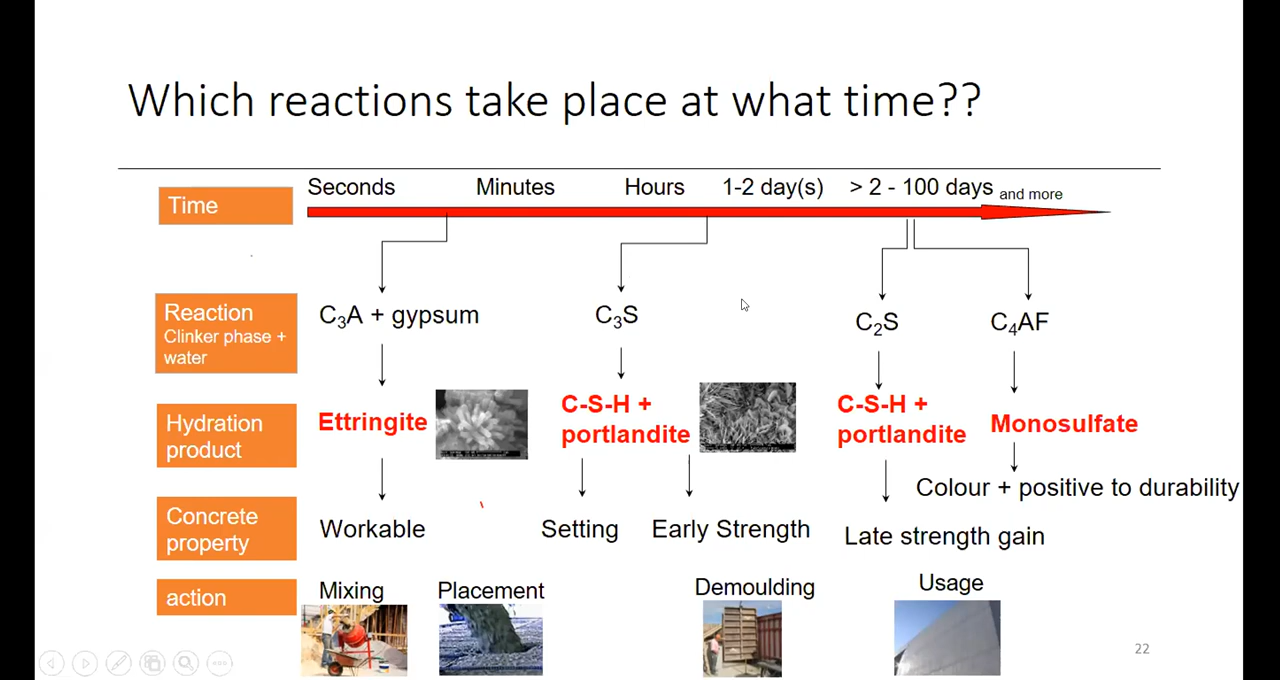 Which reactions take place at what time??
Time
Seconds Minutes Hours 1-2 day(s) > 2 - 100 days and more
Reaction
Clinker phase +
water
C₃A + gypsum C₃S C₂S C₄AF
Hydration
product
Ettringite
C-S-H +
portlandite
C-S-H +
portlandite
Monosulfate
Colour + positive to durability
Concrete
property
Workable Setting Early Strength Late strength gain
action
Mixing Placement Demoulding Usage
22